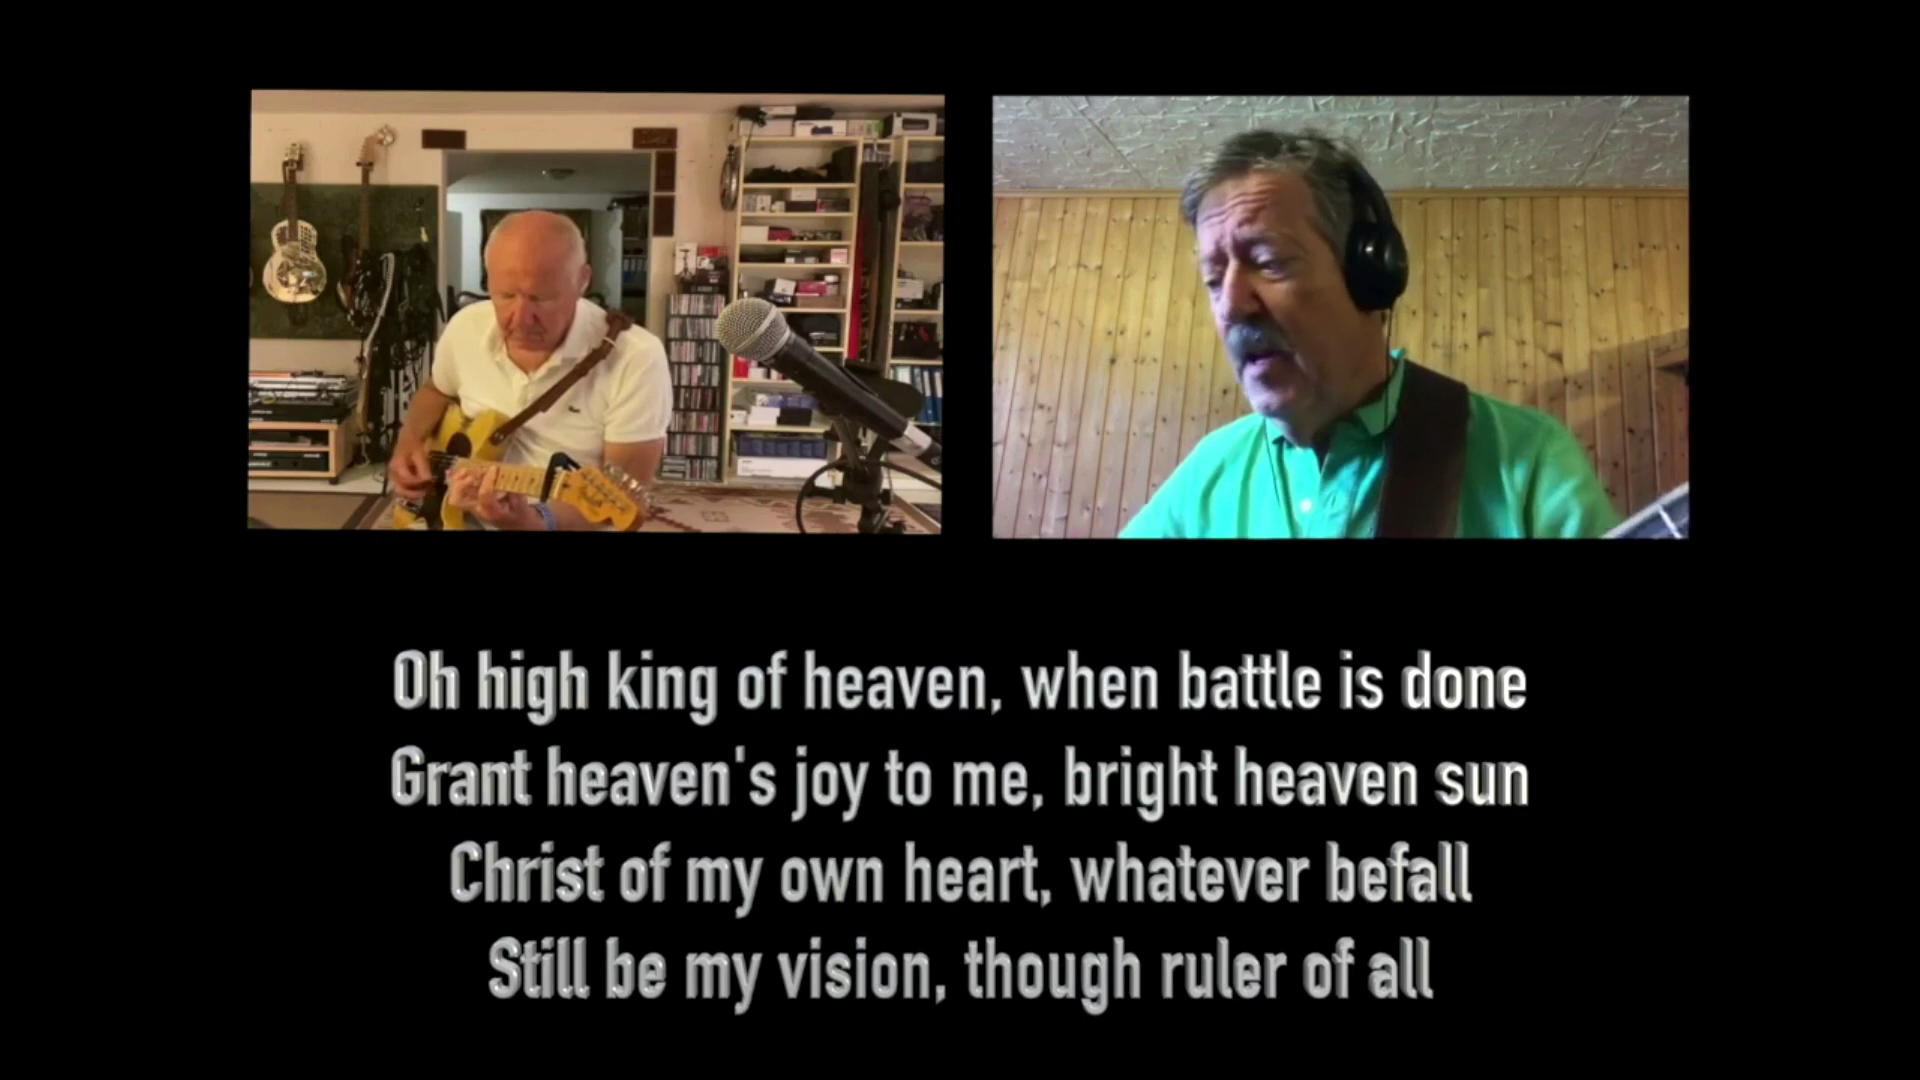 Oh high king of heaven, when battle is done
Grant heaven's joy to me, bright heaven sun
Christ of my own heart, whatever befall
Still be my vision, though ruler of all